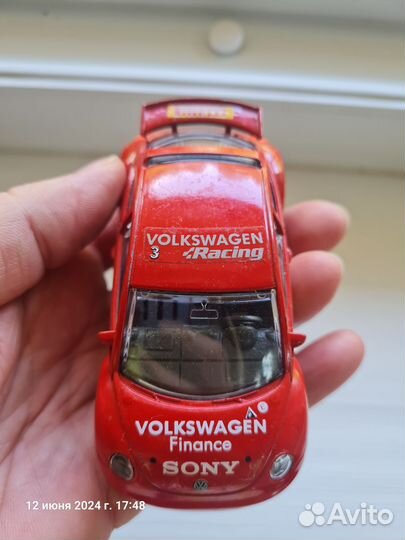 VOLKSWAGEN
3 Racing
VOLKSWAGEN
Finance
SONY
12 июня 2024 г. 17:48
Avito